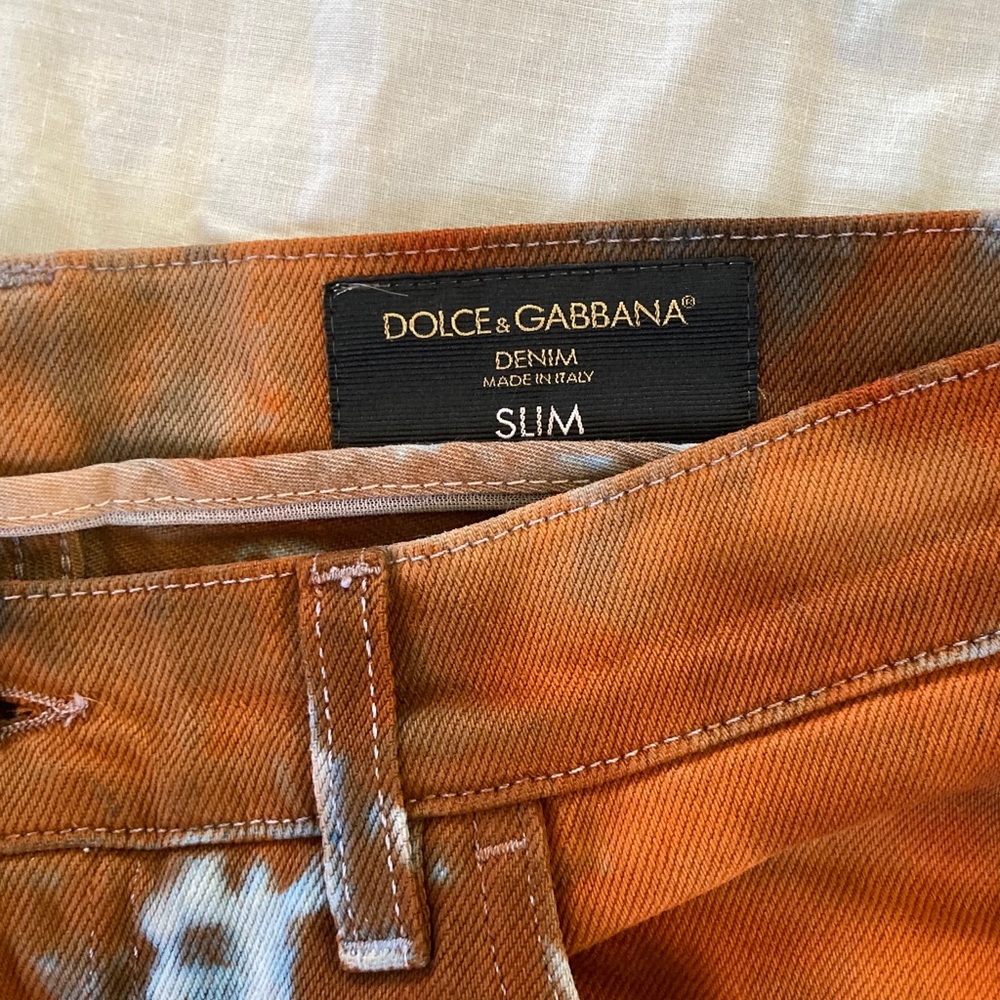 DOLCE & GABBANA®
DENIM
MADE IN ITALY
SLIM